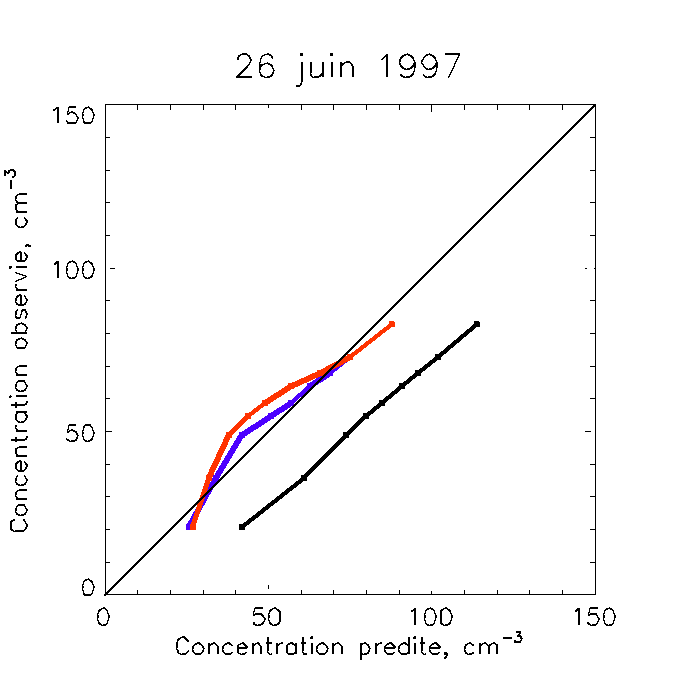 26 juin 1997
150
100
50
0
0 50 100 150
Concentration observie, cm⁻³
Concentration predite, cm⁻³